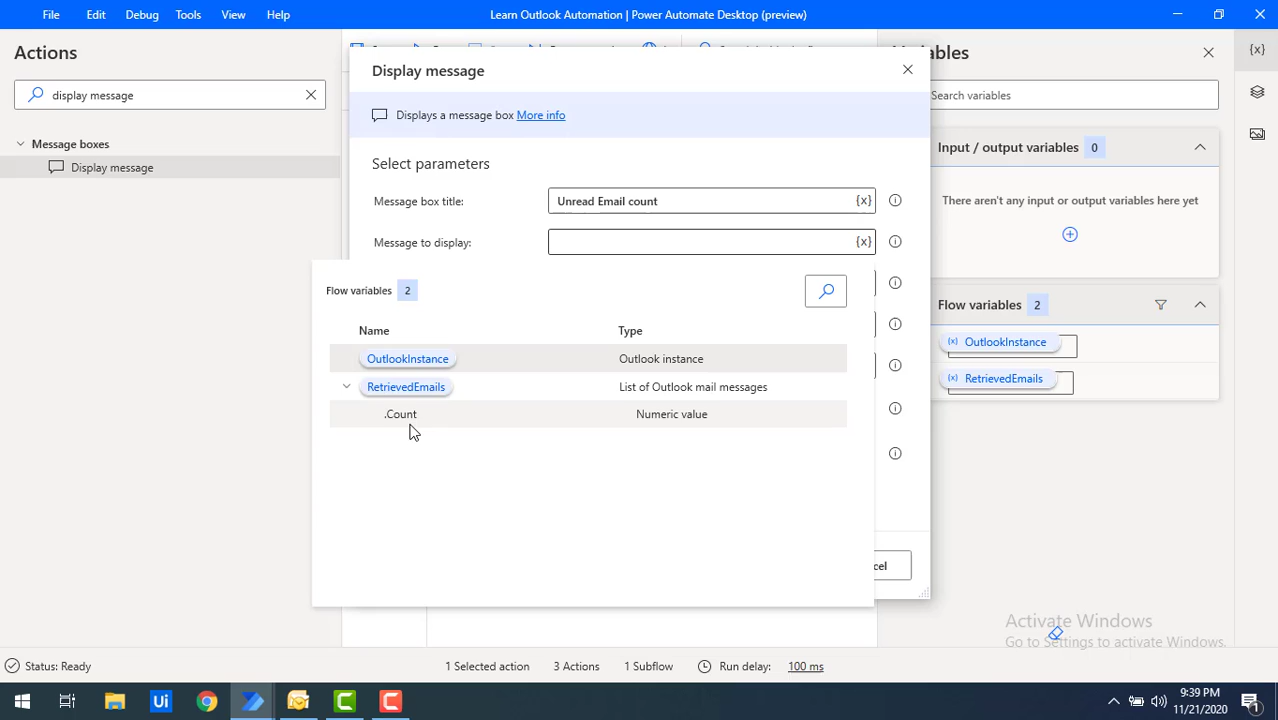 File Edit Debug Tools View Help
Learn Outlook Automation | Power Automate Desktop (preview)
Actions
display message
Message boxes
Display message
Display message
Displays a message box More info
Select parameters
Message box title:
Unread Email count
{x}
Message to display:
{x}
Flow variables 2
Name Type
OutlookInstance Outlook instance
RetrievedEmails List of Outlook mail messages
.Count Numeric value
{x}
Search variables
Input / output variables 0
There aren't any input or output variables here yet
Flow variables 2
{x} OutlookInstance
{x} RetrievedEmails
Activate Windows
Go to Settings to activate Windows.
Status: Ready
1 Selected action
3 Actions
1 Subflow
Run delay:
100 ms
Ui
9:39 PM
11/21/2020
1